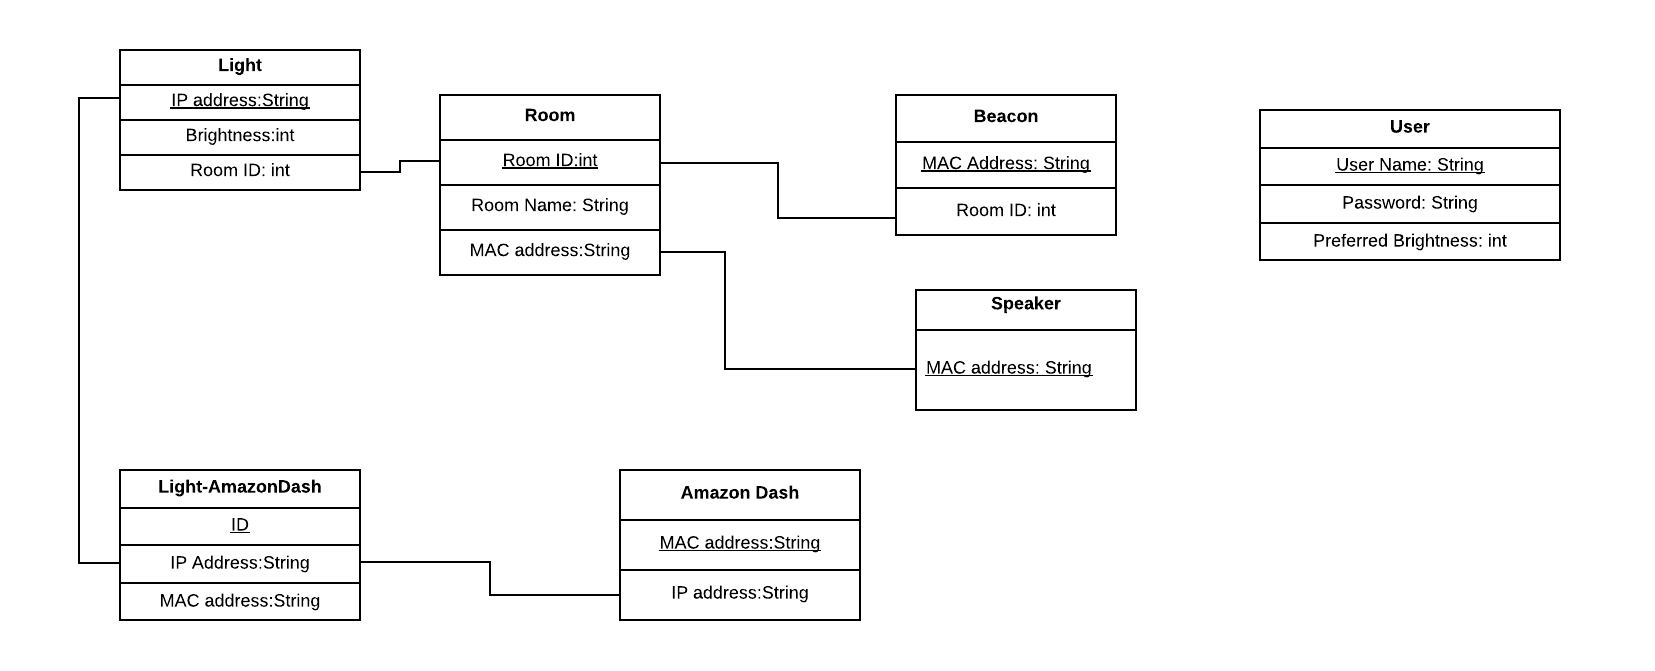 Light
IP address:String
Brightness:int
Room ID: int
Room
Room ID:int
Room Name: String
MAC address:String
Beacon
MAC Address: String
Room ID: int
User
User Name: String
Password: String
Preferred Brightness: int
Speaker
MAC address: String
Light-AmazonDash
ID
IP Address:String
MAC address:String
Amazon Dash
MAC address:String
IP address:String